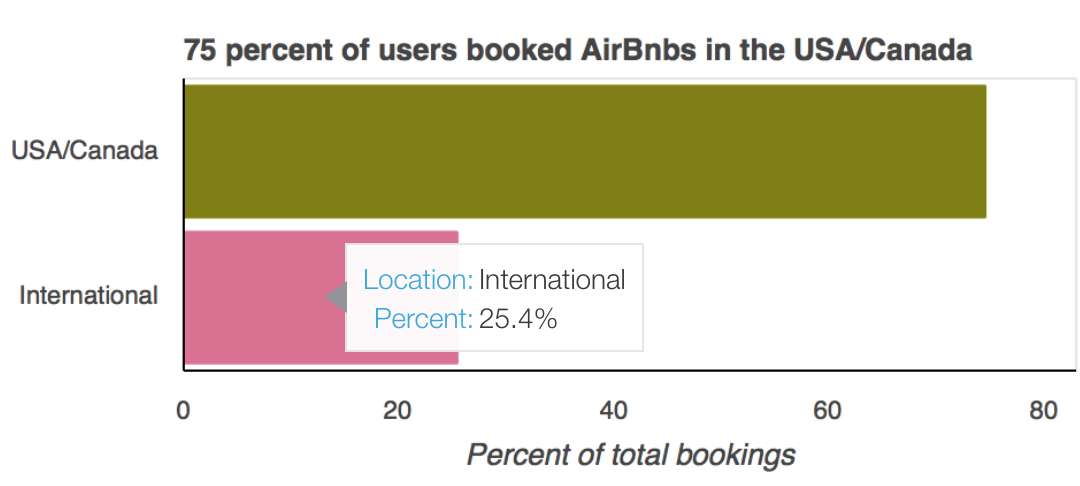 75 percent of users booked AirBnbs in the USA/Canada
USA/Canada
International
Location: International
Percent: 25.4%
0 20 40 60 80
Percent of total bookings